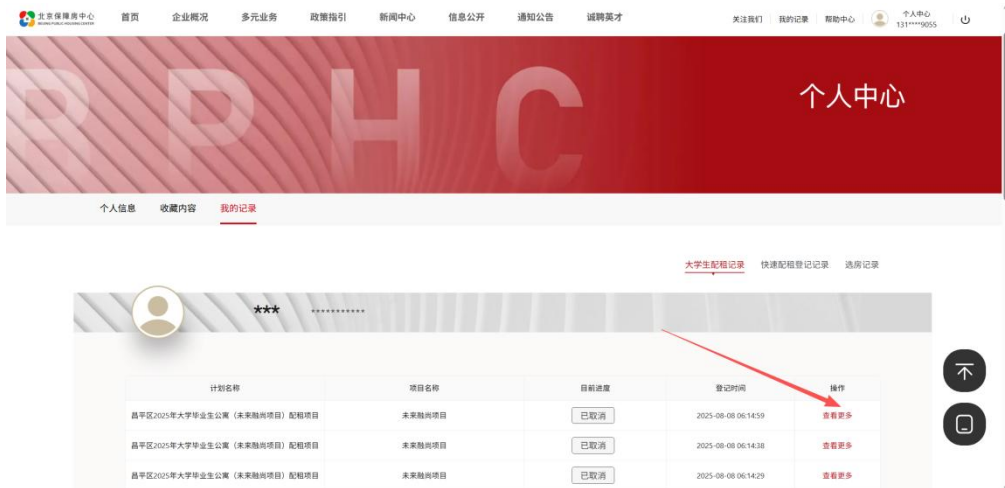 北京保障房中心 首页 企业概况 多元业务 政策指引 新闻中心 信息公开 通知公告 诚聘英才 关注我们 我的记录 帮助中心 个人中心
BEIJING PUBLIC HOUSING CENTER 131****9055
R P H C
个人中心
个人信息 收藏内容 我的记录
大学生配租记录 快速配租登记记录 选房记录
*** ***********
计划名称 项目名称 目前进度 登记时间 操作
昌平区2025年大学毕业生公寓（未来融尚项目）配租项目 未来融尚项目 已取消 2025-08-08 06:14:59 查看更多
昌平区2025年大学毕业生公寓（未来融尚项目）配租项目 未来融尚项目 已取消 2025-08-08 06:14:38 查看更多
昌平区2025年大学毕业生公寓（未来融尚项目）配租项目 未来融尚项目 已取消 2025-08-08 06:14:29 查看更多